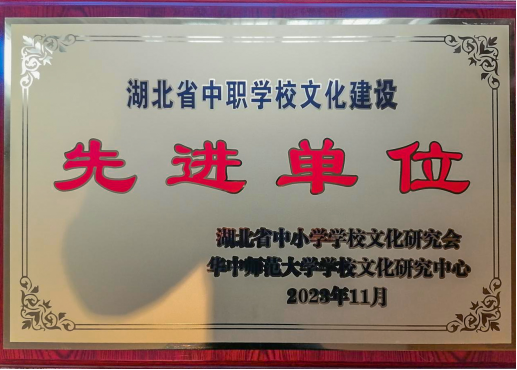 湖北省中职学校文化建设
先进单位
湖北省中小学学校文化研究会
华中师范大学学校文化研究中心
2023年11月